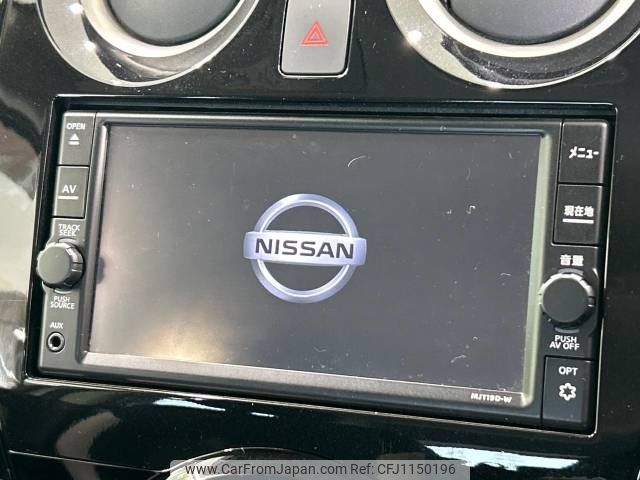 OPEN
メニュー
AV
現在地
TRACK
SEEK
NISSAN
音量
PUSH
SOURCE
AUX
PUSH
AV OFF
OPT
MJ119D-W
www.CarFromJapan.com
CFJ1150196